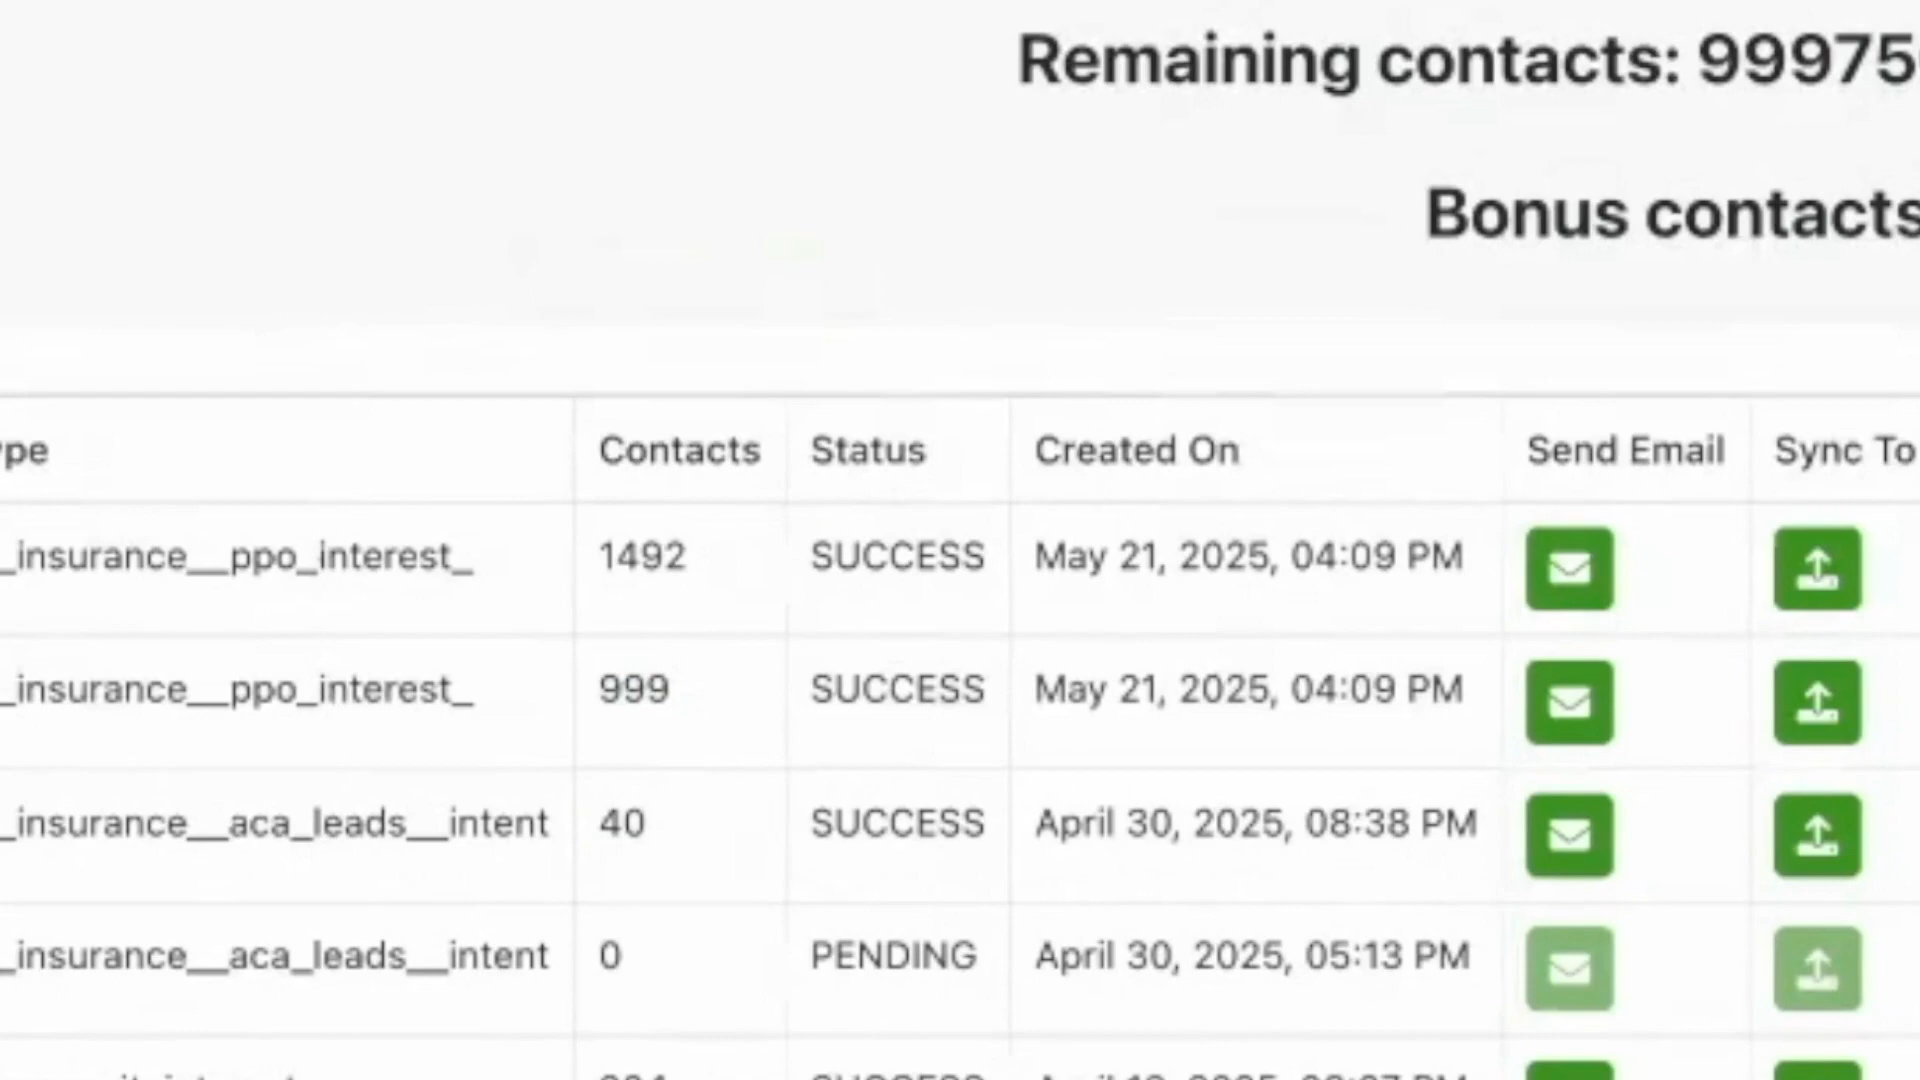 Remaining contacts: 99975
Bonus contacts
ype Contacts Status Created On Send Email Sync To
_insurance__ppo_interest_ 1492 SUCCESS May 21, 2025, 04:09 PM
_insurance__ppo_interest_ 999 SUCCESS May 21, 2025, 04:09 PM
_insurance__aca_leads__intent 40 SUCCESS April 30, 2025, 08:38 PM
_insurance__aca_leads__intent 0 PENDING April 30, 2025, 05:13 PM